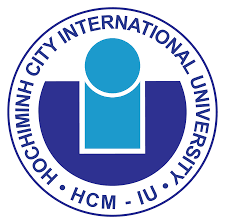 HOCHIMINH CITY INTERNATIONAL UNIVERSITY
• HCM - IU •